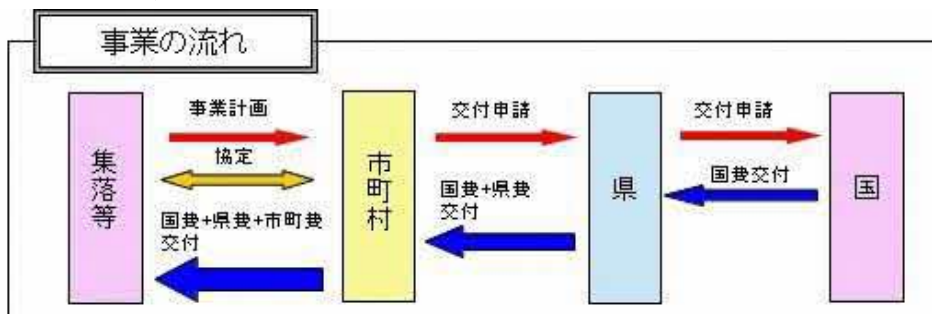 事業の流れ
集落等
事業計画
協定
国費+県費+市町費
交付
市町村
交付申請
国費+県費
交付
県
交付申請
国費交付
国